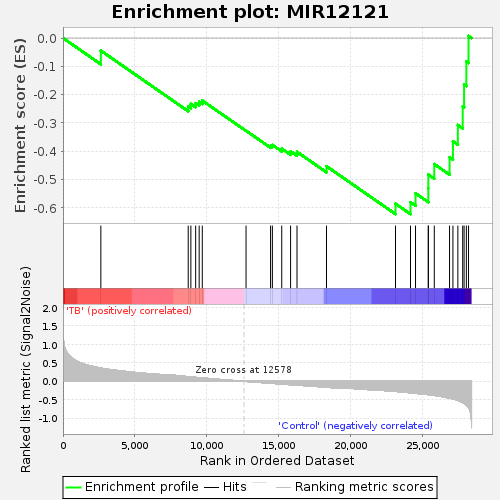 Enrichment plot: MIR12121
Enrichment score (ES)
0.0
-0.1
-0.2
-0.3
-0.4
-0.5
-0.6
'TB' (positively correlated)
Ranked list metric (Signal2Noise)
2.0
1.5
1.0
0.5
0.0
-0.5
-1.0
Zero cross at 12578
'Control' (negatively correlated)
0
5,000
10,000
15,000
20,000
25,000
Rank in Ordered Dataset
Enrichment profile
Hits
Ranking metric scores